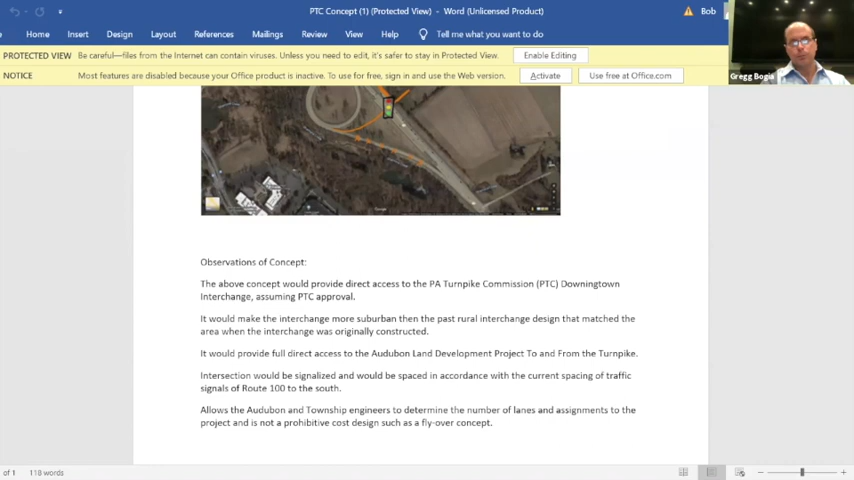 PTC Concept (1) (Protected View) - Word (Unlicensed Product)
Bob
Home Insert Design Layout References Mailings Review View Help Tell me what you want to do
PROTECTED VIEW Be careful—files from the Internet can contain viruses. Unless you need to edit, it's safer to stay in Protected View. Enable Editing
NOTICE Most features are disabled because your Office product is inactive. To use for free, sign in and use the Web version. Activate Use free at Office.com
Gregg Bogia
Google
Observations of Concept:
The above concept would provide direct access to the PA Turnpike Commission (PTC) Downingtown
Interchange, assuming PTC approval.
It would make the interchange more suburban then the past rural interchange design that matched the
area when the interchange was originally constructed.
It would provide full direct access to the Audubon Land Development Project To and From the Turnpike.
Intersection would be signalized and would be spaced in accordance with the current spacing of traffic
signals of Route 100 to the south.
Allows the Audubon and Township engineers to determine the number of lanes and assignments to the
project and is not a prohibitive cost design such as a fly-over concept.
of 1 118 words